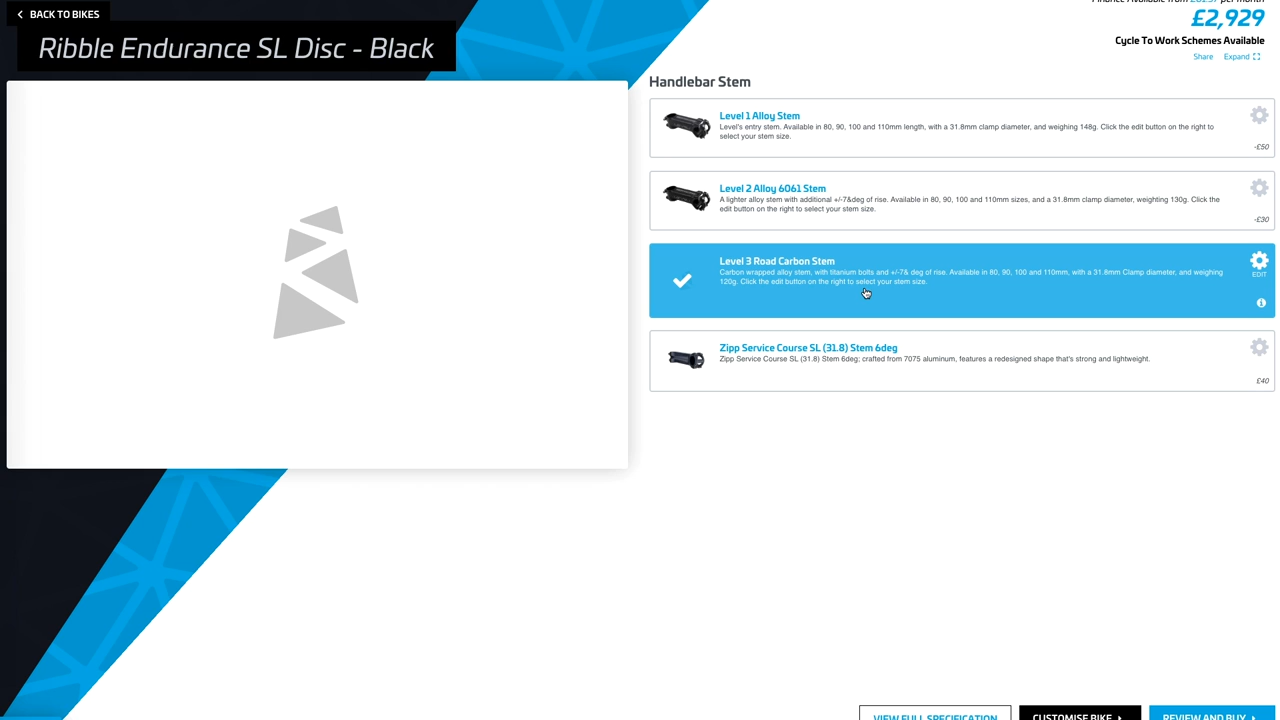 BACK TO BIKES
Ribble Endurance SL Disc - Black
£2,929
Cycle To Work Schemes Available
Share Expand
Handlebar Stem
Level 1 Alloy Stem
Level's entry stem. Available in 80, 90, 100 and 110mm length, with a 31.8mm clamp diameter, and weighing 148g. Click the edit button on the right to
select your stem size.
-£50
Level 2 Alloy 6061 Stem
A lighter alloy stem with additional +/-7&deg of rise. Available in 80, 90, 100 and 110mm sizes, and a 31.8mm clamp diameter, weighting 130g. Click the
edit button on the right to select your stem size.
-£30
Level 3 Road Carbon Stem
Carbon wrapped alloy stem, with titanium bolts and +/-7& deg of rise. Available in 80, 90, 100 and 110mm, with a 31.8mm Clamp diameter, and weighing
120g. Click the edit button on the right to select your stem size.
EDIT
Zipp Service Course SL (31.8) Stem 6deg
Zipp Service Course SL (31.8) Stem 6deg; crafted from 7075 aluminum, features a redesigned shape that's strong and lightweight.
£40
VIEW FULL SPECIFICATION
CUSTOMISE BIKE
REVIEW AND BUY